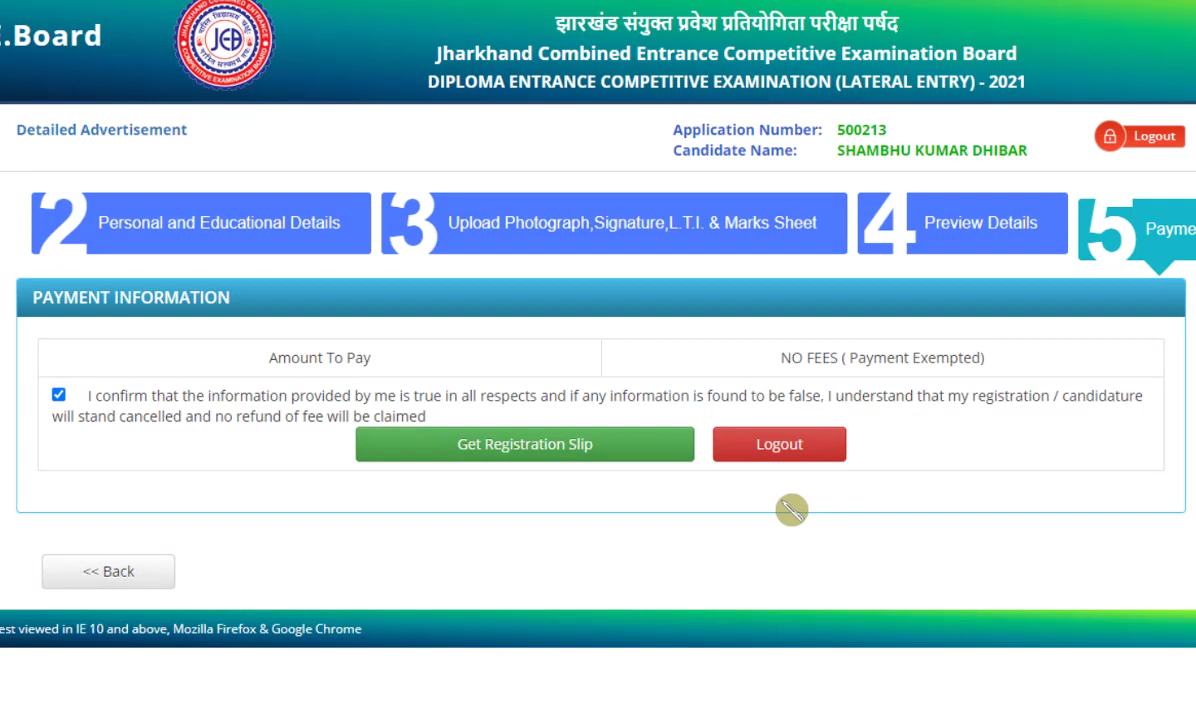 .Board
JCEB
झारखंड संयुक्त प्रवेश प्रतियोगिता परीक्षा पर्षद
Jharkhand Combined Entrance Competitive Examination Board
DIPLOMA ENTRANCE COMPETITIVE EXAMINATION (LATERAL ENTRY) - 2021
Detailed Advertisement
Application Number: 500213
Candidate Name: SHAMBHU KUMAR DHIBAR
Logout
2 Personal and Educational Details
3 Upload Photograph,Signature,L.T.I. & Marks Sheet
4 Preview Details
5 Payme
PAYMENT INFORMATION
Amount To Pay
NO FEES ( Payment Exempted)
I confirm that the information provided by me is true in all respects and if any information is found to be false, I understand that my registration / candidature
will stand cancelled and no refund of fee will be claimed
Get Registration Slip
Logout
<< Back
est viewed in IE 10 and above, Mozilla Firefox & Google Chrome